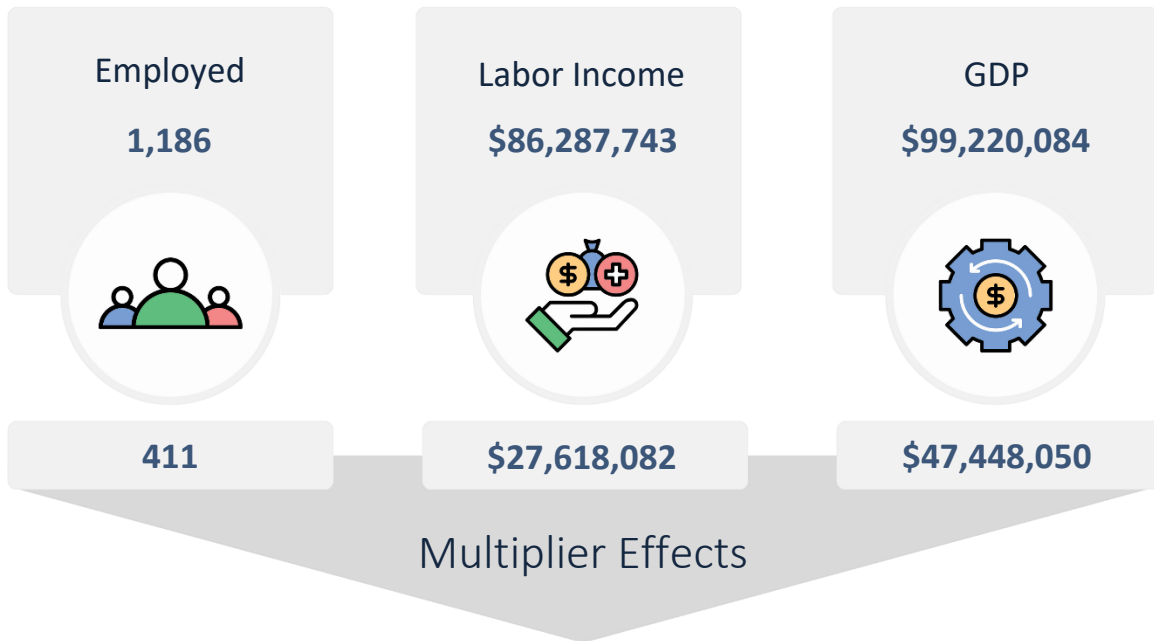 Employed
1,186
Labor Income
$86,287,743
GDP
$99,220,084
411
$27,618,082
$47,448,050
Multiplier Effects